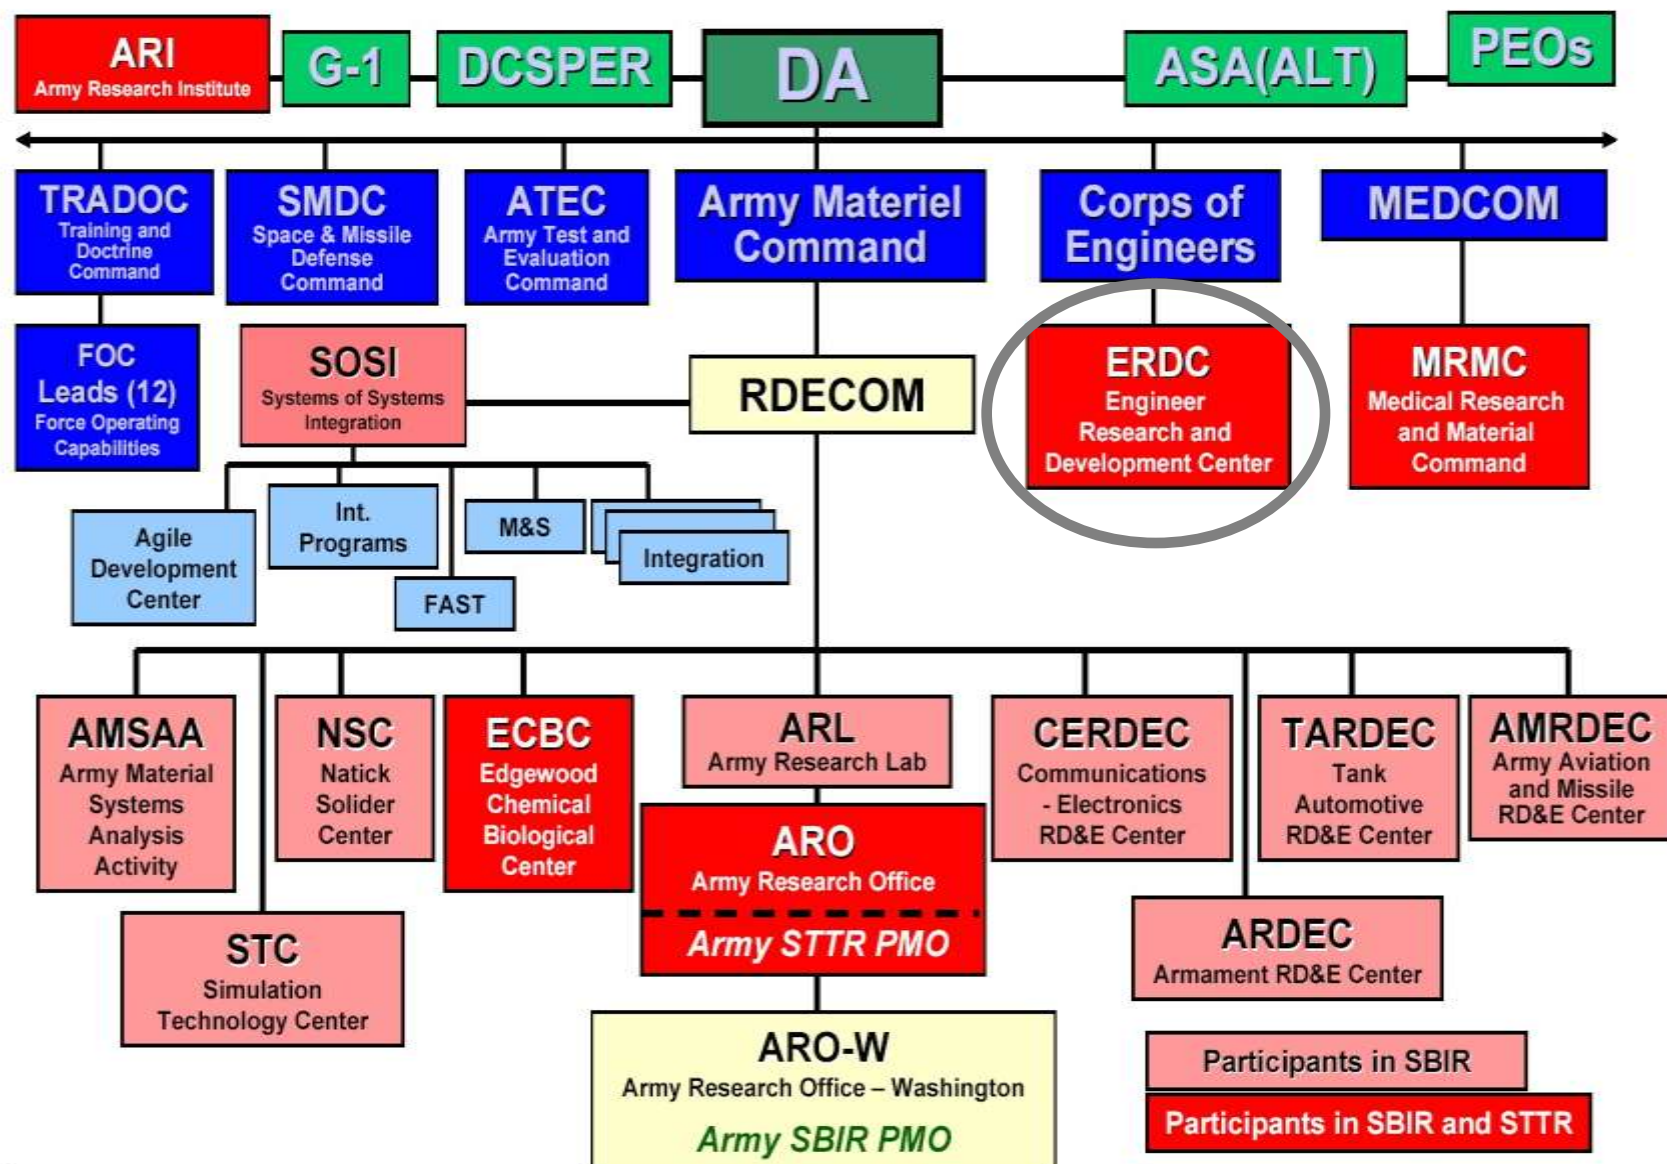 ARI
Army Research Institute
G-1
DCSPER
DA
ASA(ALT)
PEOs
TRADOC
Training and
Doctrine
Command
SMDC
Space & Missile
Defense
Command
ATEC
Army Test and
Evaluation
Command
Army Materiel
Command
Corps of
Engineers
MEDCOM
FOC
Leads (12)
Force Operating
Capabilities
SOSI
Systems of Systems
Integration
RDECOM
ERDC
Engineer
Research and
Development Center
MRMC
Medical Research
and Material
Command
Agile
Development
Center
Int.
Programs
FAST
M&S
Integration
AMSAA
Army Material
Systems
Analysis
Activity
NSC
Natick
Solider
Center
ECBC
Edgewood
Chemical
Biological
Center
ARL
Army Research Lab
CERDEC
Communications
- Electronics
RD&E Center
TARDEC
Tank
Automotive
RD&E Center
AMRDEC
Army Aviation
and Missile
RD&E Center
STC
Simulation
Technology Center
ARO
Army Research Office
Army STTR PMO
ARDEC
Armament RD&E Center
ARO-W
Army Research Office – Washington
Army SBIR PMO
Participants in SBIR
Participants in SBIR and STTR